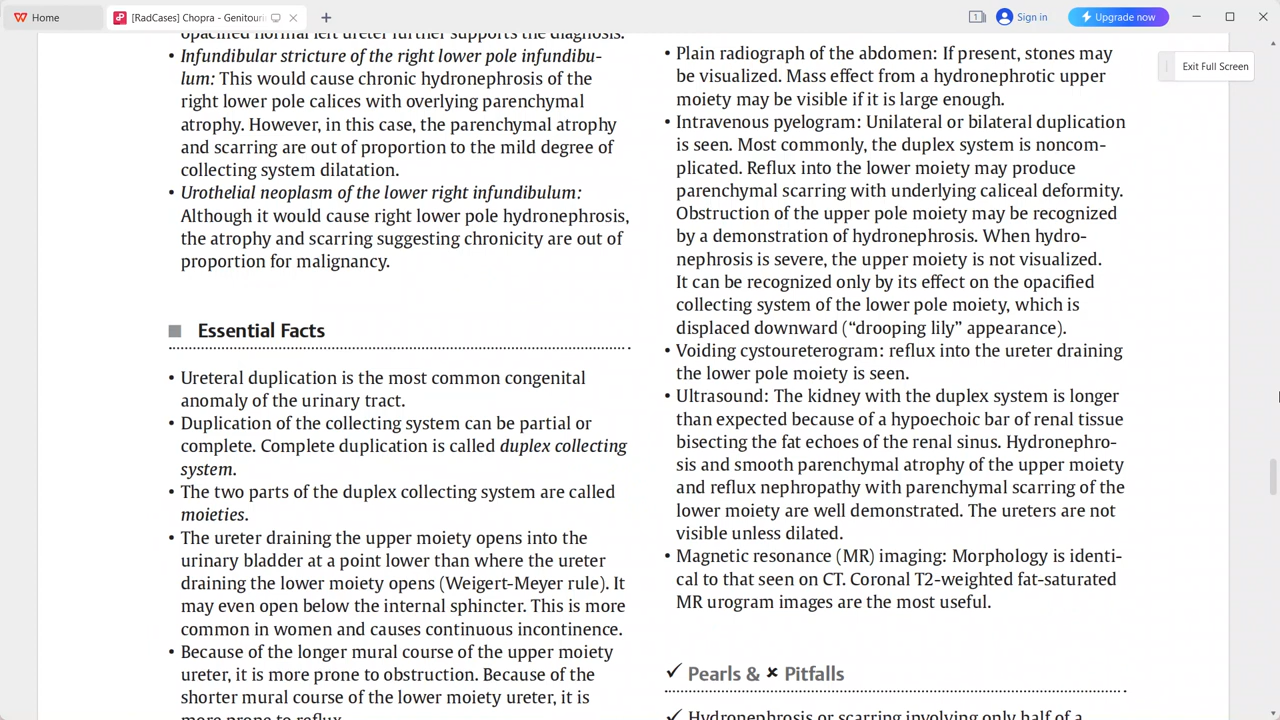 Home
[RadCases] Chopra - Genitouri
Sign in
Upgrade now
Exit Full Screen
opacified normal left ureter further supports the diagnosis.
• Infundibular stricture of the right lower pole infundibu-
lum: This would cause chronic hydronephrosis of the
right lower pole calices with overlying parenchymal
atrophy. However, in this case, the parenchymal atrophy
and scarring are out of proportion to the mild degree of
collecting system dilatation.
• Urothelial neoplasm of the lower right infundibulum:
Although it would cause right lower pole hydronephrosis,
the atrophy and scarring suggesting chronicity are out of
proportion for malignancy.
Essential Facts
• Ureteral duplication is the most common congenital
anomaly of the urinary tract.
• Duplication of the collecting system can be partial or
complete. Complete duplication is called duplex collecting
system.
• The two parts of the duplex collecting system are called
moieties.
• The ureter draining the upper moiety opens into the
urinary bladder at a point lower than where the ureter
draining the lower moiety opens (Weigert-Meyer rule). It
may even open below the internal sphincter. This is more
common in women and causes continuous incontinence.
• Because of the longer mural course of the upper moiety
ureter, it is more prone to obstruction. Because of the
shorter mural course of the lower moiety ureter, it is
more prone to reflux.
• Plain radiograph of the abdomen: If present, stones may
be visualized. Mass effect from a hydronephrotic upper
moiety may be visible if it is large enough.
• Intravenous pyelogram: Unilateral or bilateral duplication
is seen. Most commonly, the duplex system is noncom-
plicated. Reflux into the lower moiety may produce
parenchymal scarring with underlying caliceal deformity.
Obstruction of the upper pole moiety may be recognized
by a demonstration of hydronephrosis. When hydro-
nephrosis is severe, the upper moiety is not visualized.
It can be recognized only by its effect on the opacified
collecting system of the lower pole moiety, which is
displaced downward (“drooping lily” appearance).
• Voiding cystoureterogram: reflux into the ureter draining
the lower pole moiety is seen.
• Ultrasound: The kidney with the duplex system is longer
than expected because of a hypoechoic bar of renal tissue
bisecting the fat echoes of the renal sinus. Hydronephro-
sis and smooth parenchymal atrophy of the upper moiety
and reflux nephropathy with parenchymal scarring of the
lower moiety are well demonstrated. The ureters are not
visible unless dilated.
• Magnetic resonance (MR) imaging: Morphology is identi-
cal to that seen on CT. Coronal T2-weighted fat-saturated
MR urogram images are the most useful.
✓ Pearls & ✗ Pitfalls
✓ Hydronephrosis or scarring involving only half of a